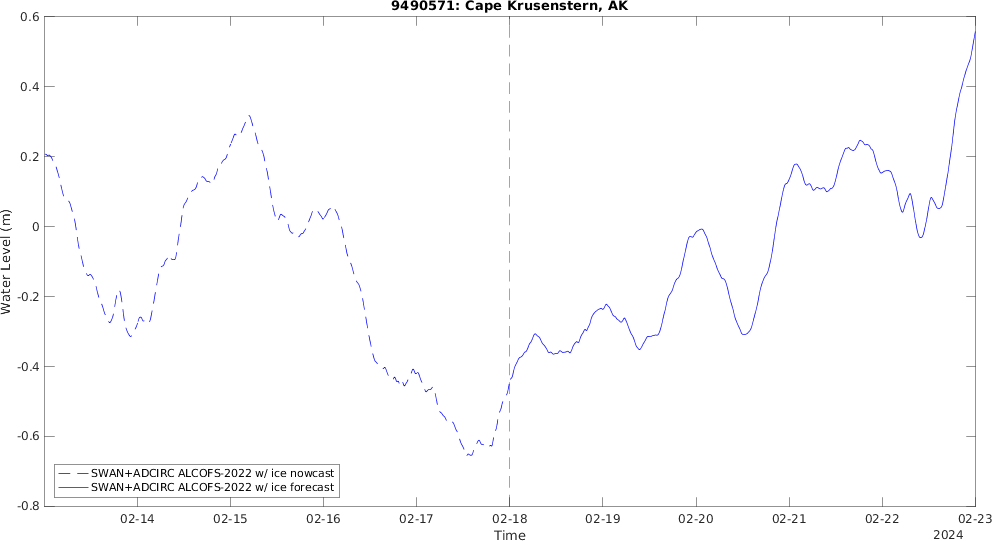 9490571: Cape Krusenstern, AK
0.6
0.4
0.2
0
-0.2
-0.4
-0.6
-0.8
Water Level (m)
SWAN+ADCIRC ALCOFS-2022 w/ ice nowcast
SWAN+ADCIRC ALCOFS-2022 w/ ice forecast
02-14 02-15 02-16 02-17 02-18 02-19 02-20 02-21 02-22 02-23
Time
2024